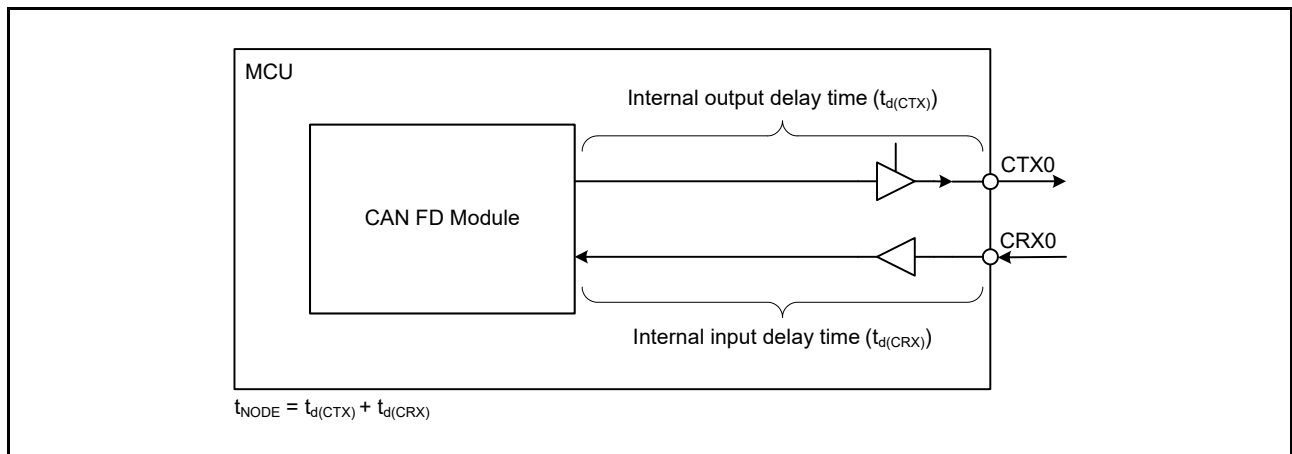 MCU
Internal output delay time (td(CTX))
CTX0
CAN FD Module
CRX0
Internal input delay time (td(CRX))
tNODE = td(CTX) + td(CRX)